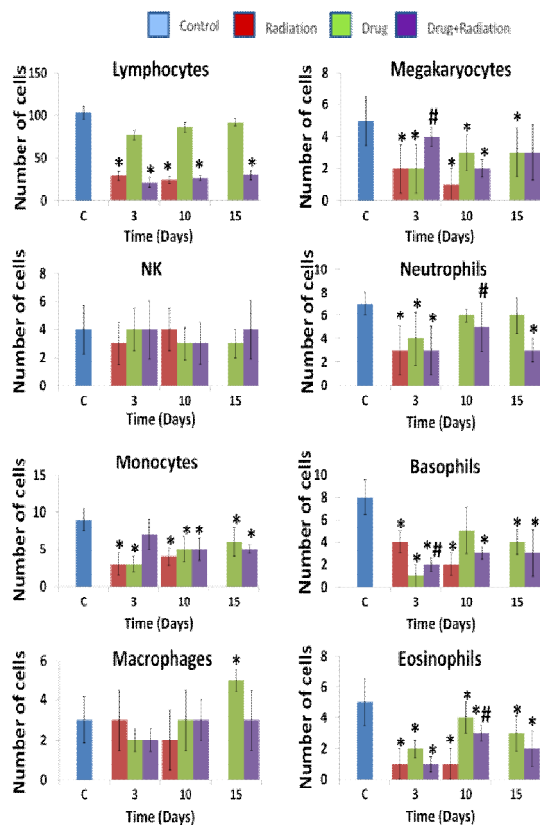 Control Radiation Drug Drug+Radiation
Lymphocytes
Number of cells
150
100
50
0
* * * * *
C 3 10 15
Time (Days)
Megakaryocytes
Number of cells
8
6
4
2
0
* * # * * * *
C 3 10 15
Time (Days)
NK
Number of cells
8
6
4
2
0
C 3 10 15
Time (Days)
Neutrophils
Number of cells
10
8
6
4
2
0
* * * # *
C 3 10 15
Time (Days)
Monocytes
Number of cells
15
10
5
0
* * * * * * *
C 3 10 15
Time (Days)
Basophils
Number of cells
10
8
6
4
2
0
* * *# * * * *
C 3 10 15
Time (Days)
Macrophages
Number of cells
6
4
2
0
*
C 3 10 15
Time (Days)
Eosinophils
Number of cells
8
6
4
2
0
* * * * * *# * *
C 3 10 15
Time (Days)